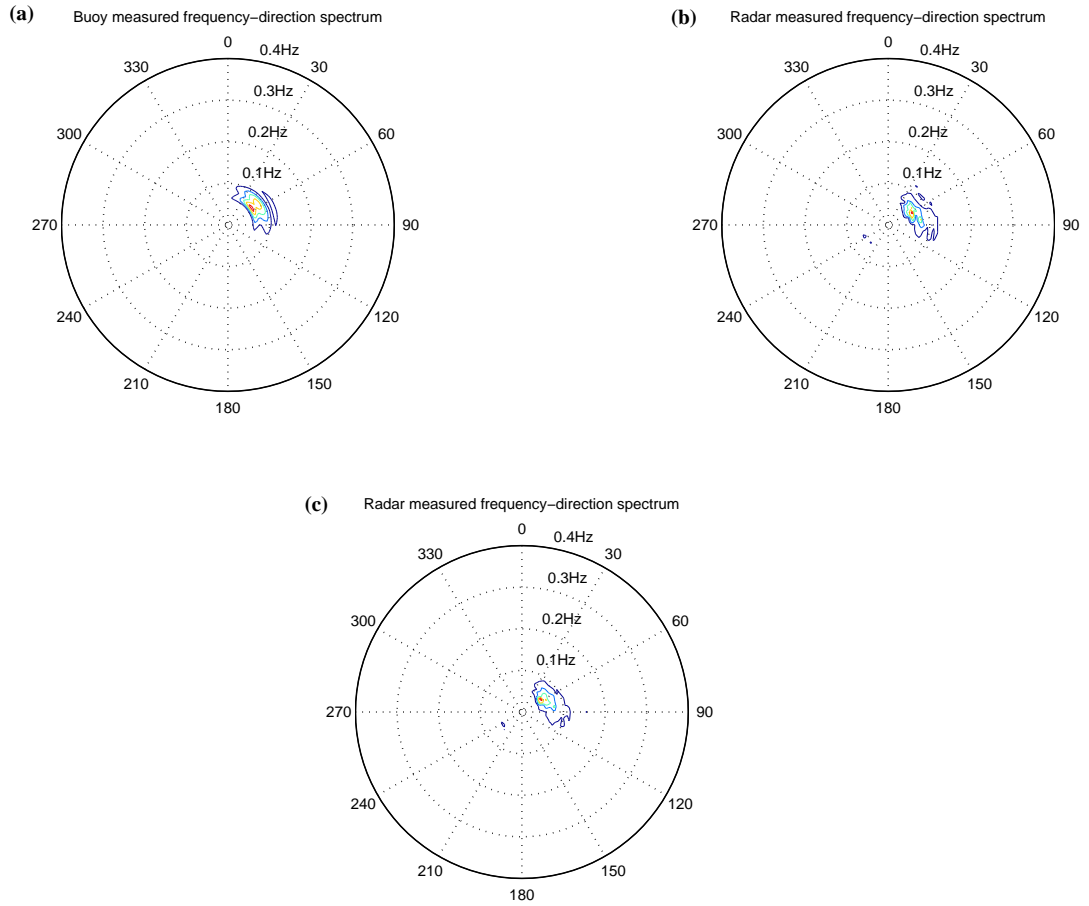 (a)
Buoy measured frequency−direction spectrum
0
0.4Hz
330
30
0.3Hz
300
60
0.2Hz
0.1Hz
270
90
240
120
210
150
180
(b)
Radar measured frequency−direction spectrum
0
0.4Hz
330
30
0.3Hz
300
60
0.2Hz
0.1Hz
270
90
240
120
210
150
180
(c)
Radar measured frequency−direction spectrum
0
0.4Hz
330
30
0.3Hz
300
60
0.2Hz
0.1Hz
270
90
240
120
210
150
180